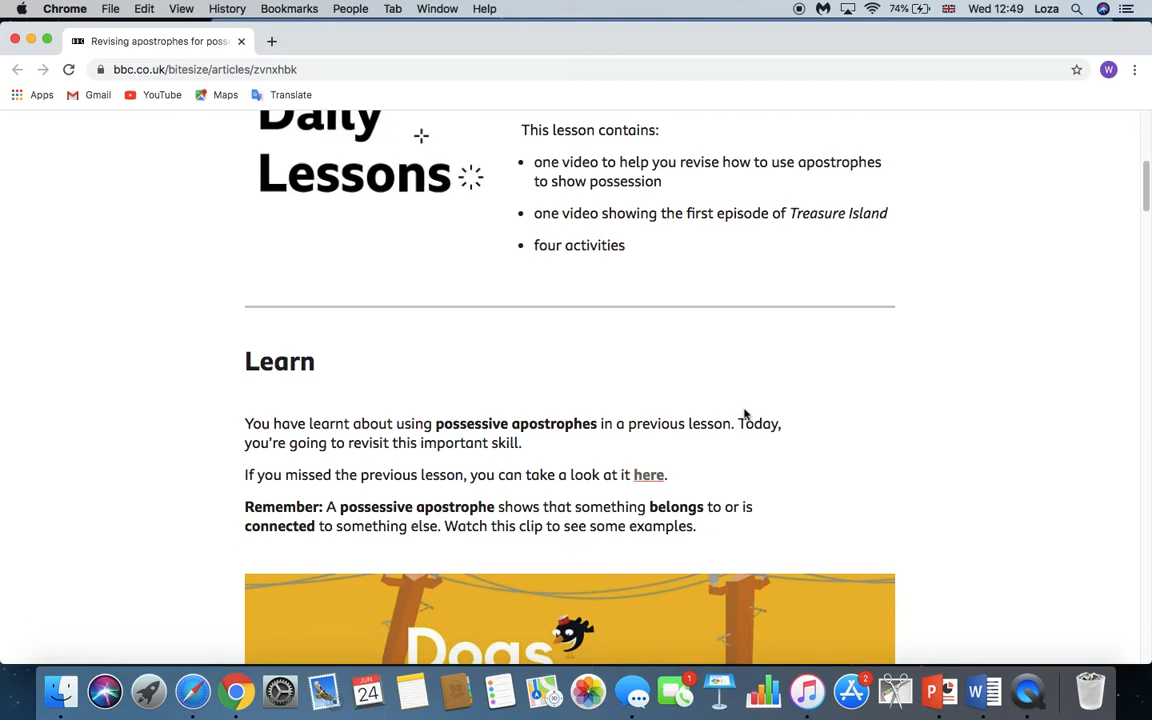 Chrome File Edit View History Bookmarks People Tab Window Help 74% Wed 12:49 Loza
Revising apostrophes for poss
bbc.co.uk/bitesize/articles/zvnxhbk W
Apps Gmail YouTube Maps Translate
Daily
Lessons
This lesson contains:
one video to help you revise how to use apostrophes
to show possession
one video showing the first episode of Treasure Island
four activities
Learn
You have learnt about using possessive apostrophes in a previous lesson. Today,
you're going to revisit this important skill.
If you missed the previous lesson, you can take a look at it here.
Remember: A possessive apostrophe shows that something belongs to or is
connected to something else. Watch this clip to see some examples.
Dogs
JUN
24
1
2